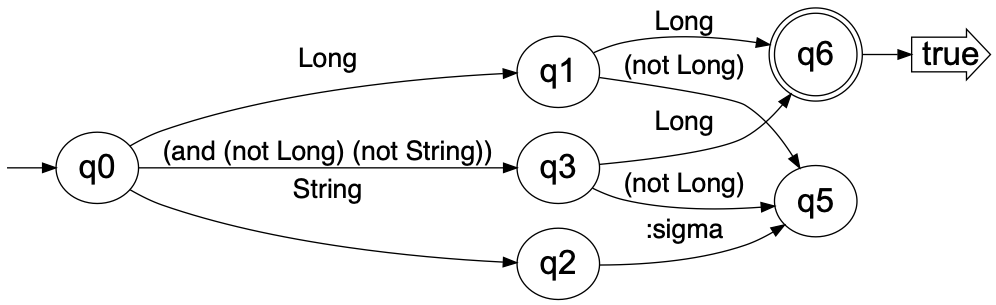 Long
q6
true
Long
q1
(not Long)
Long
(and (not Long) (not String))
q0
q3
String
(not Long)
q5
:sigma
q2